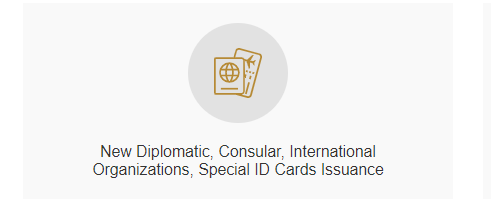 New Diplomatic, Consular, International
Organizations, Special ID Cards Issuance